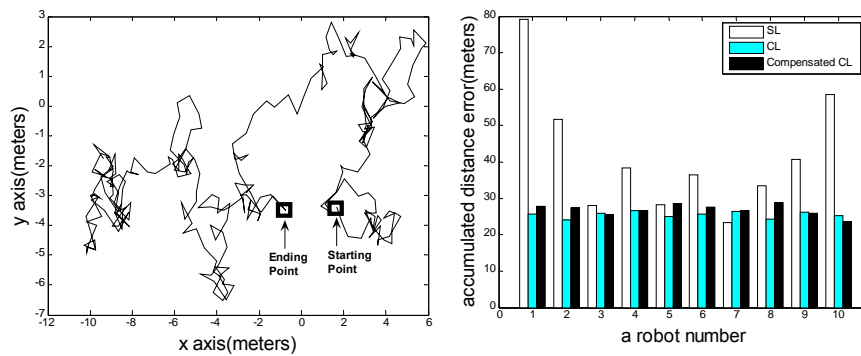 3
2
1
0
-1
-2
-3
-4
-5
-6
-7
y axis(meters)
-12 -10 -8 -6 -4 -2 0 2 4 6
x axis(meters)
Ending
Point
Starting
Point
80
70
60
50
40
30
20
10
0
accumulated distance error(meters)
SL
CL
Compensated CL
0 1 2 3 4 5 6 7 8 9 10
a robot number